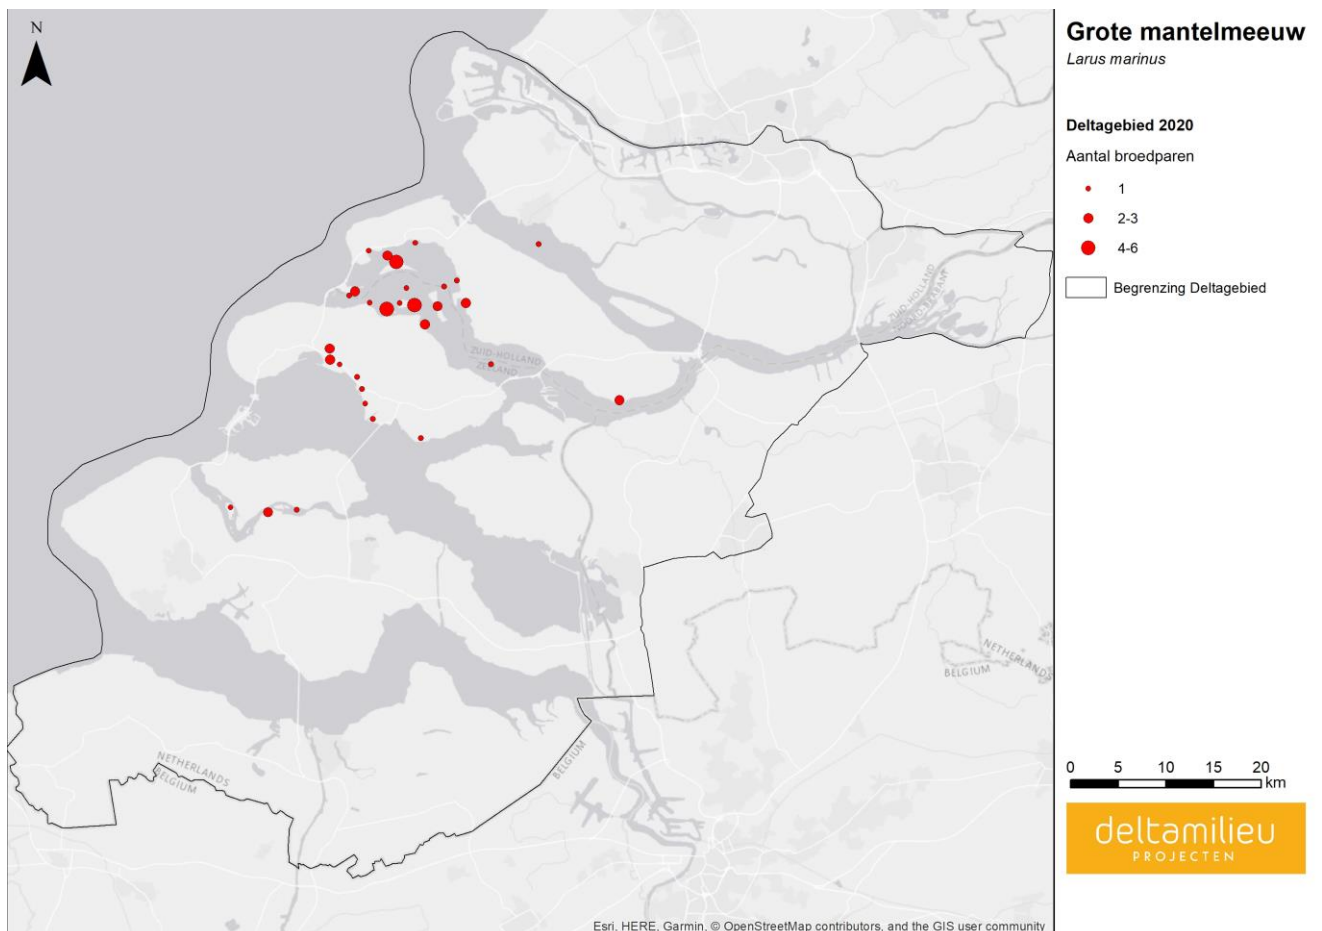 N
Grote mantelmeeuw
Larus marinus
Deltagebied 2020
Aantal broedparen
1
2-3
4-6
Begrenzing Deltagebied
ZUID-HOLLAND
ZUID-HOLLAND
ZEELAND
NETHERLANDS
BELGIUM
NETHERLANDS
BELGIUM
BELGIUM
0 5 10 15 20 km
deltamilieu
PROJECTEN
Esri, HERE, Garmin, © OpenStreetMap contributors, and the GIS user community